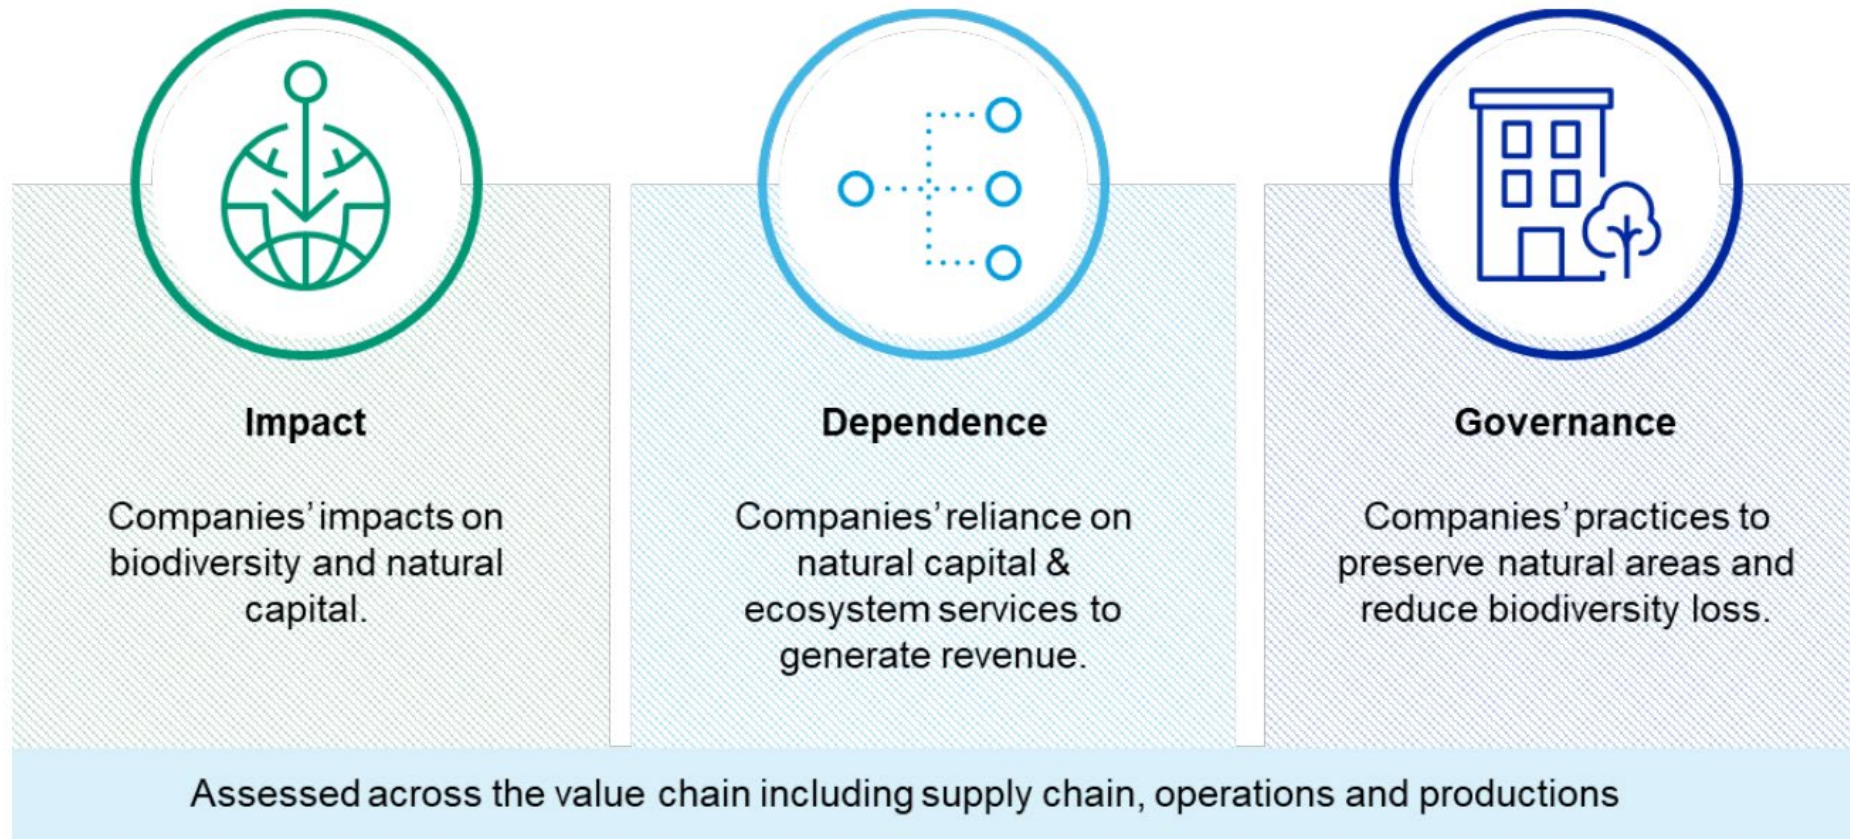 Impact
Companies’ impacts on
biodiversity and natural
capital.
Dependence
Companies’ reliance on
natural capital &
ecosystem services to
generate revenue.
Governance
Companies’ practices to
preserve natural areas and
reduce biodiversity loss.
Assessed across the value chain including supply chain, operations and productions